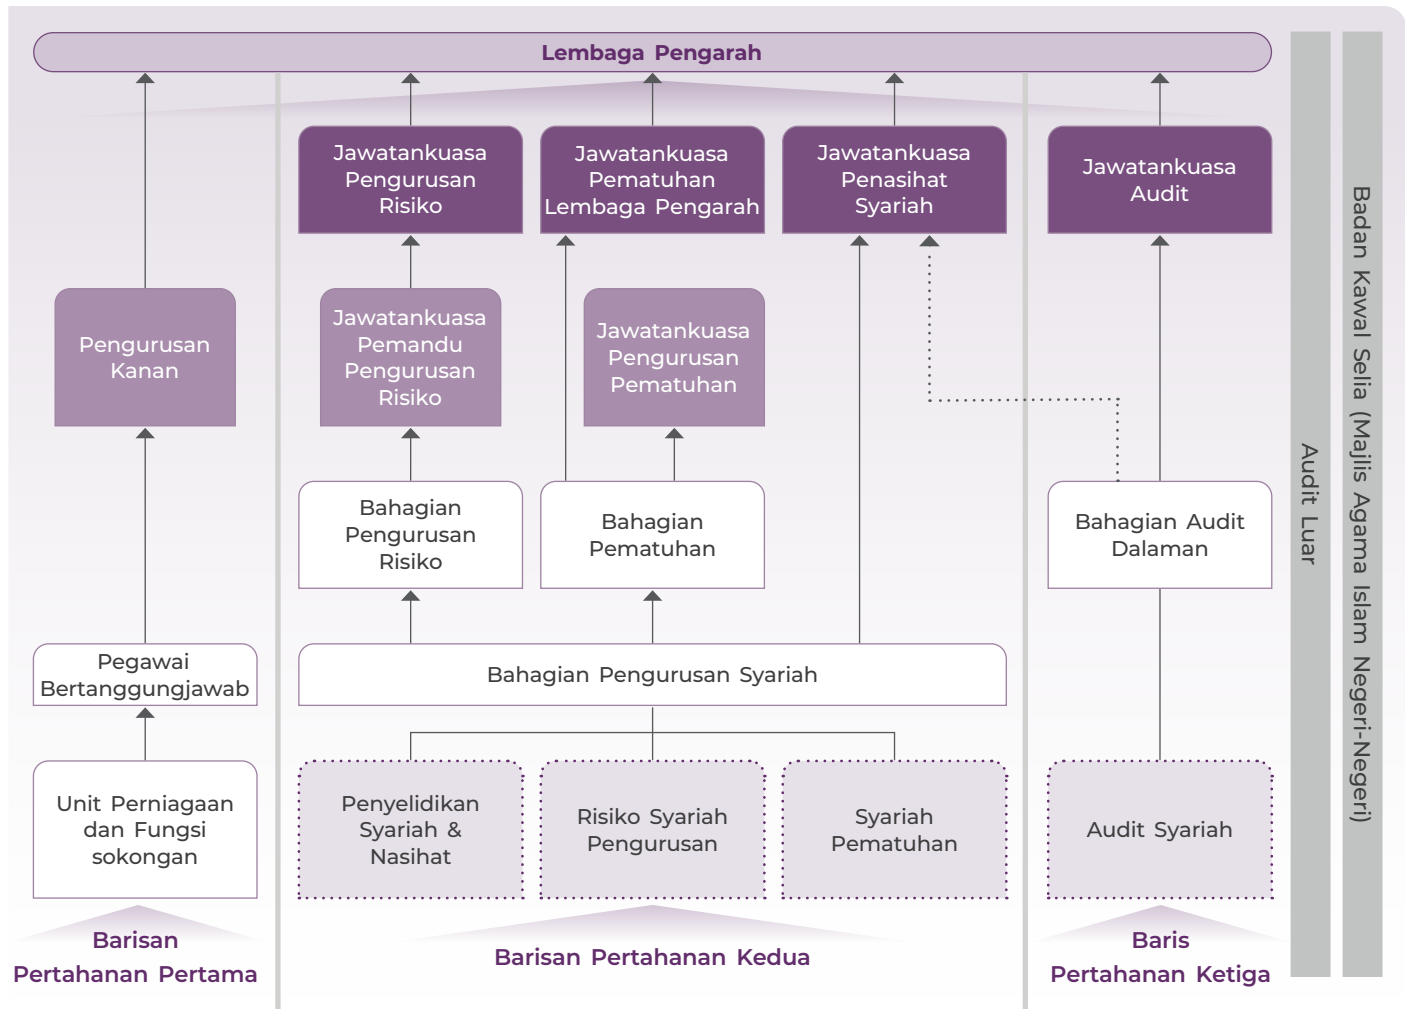 Lembaga Pengarah
Jawatankuasa
Pengurusan
Risiko
Jawatankuasa
Pematuhan
Lembaga Pengarah
Jawatankuasa
Penasihat
Syariah
Jawatankuasa
Audit
Pengurusan
Kanan
Jawatankuasa
Pemandu
Pengurusan
Risiko
Jawatankuasa
Pengurusan
Pematuhan
Bahagian
Pengurusan
Risiko
Bahagian
Pematuhan
Bahagian Audit
Dalaman
Pegawai
Bertanggungjawab
Bahagian Pengurusan Syariah
Unit Perniagaan
dan Fungsi
sokongan
Penyelidikan
Syariah &
Nasihat
Risiko Syariah
Pengurusan
Syariah
Pematuhan
Audit Syariah
Barisan
Pertahanan Pertama
Barisan Pertahanan Kedua
Baris
Pertahanan Ketiga
Audit Luar
Badan Kawal Selia (Majlis Agama Islam Negeri-Negeri)